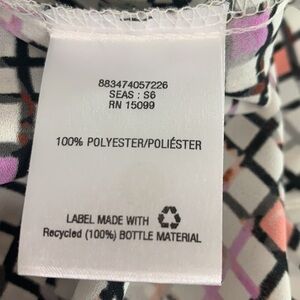 883474057226
SEAS : S6
RN 15099
100% POLYESTER/POLIÉSTER
LABEL MADE WITH
Recycled (100%) BOTTLE MATERIAL